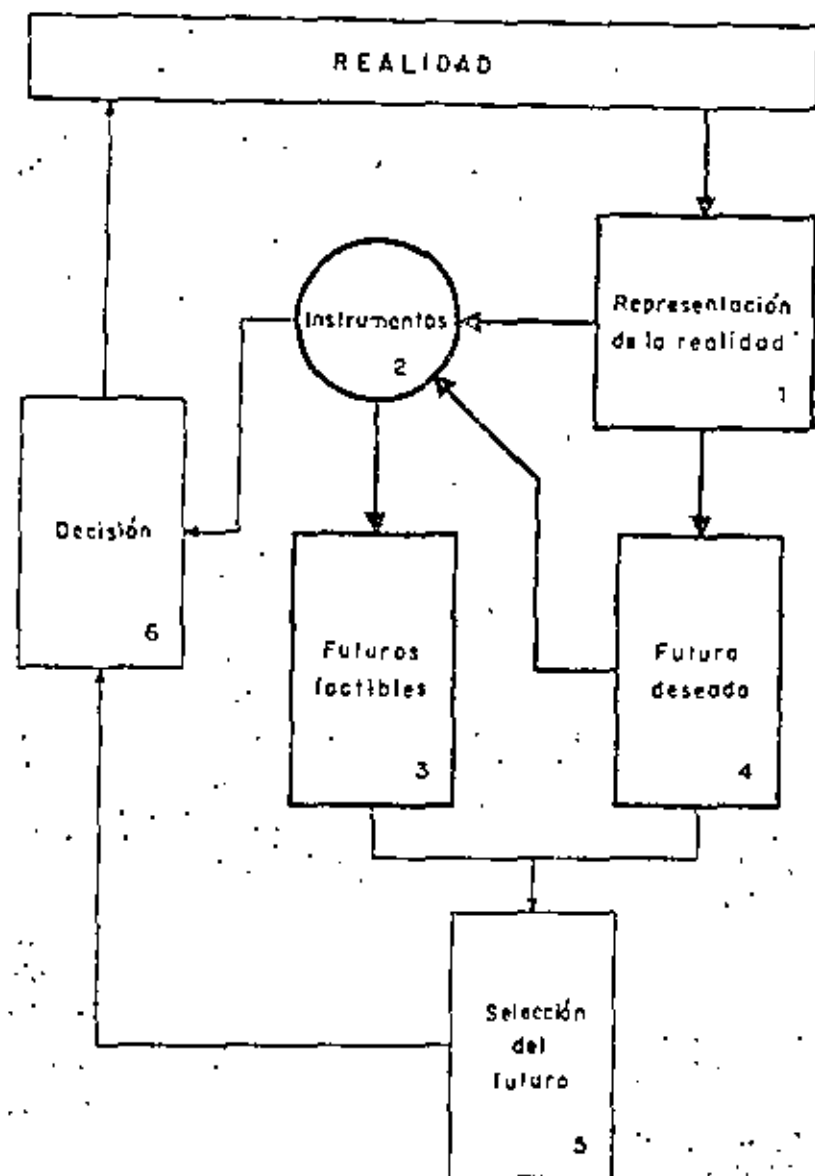 REALIDAD
Representación
de la realidad
1
Instrumentos
2
Decisión
6
Futuros
factibles
3
Futuro
deseado
4
Selección
del
futuro
5